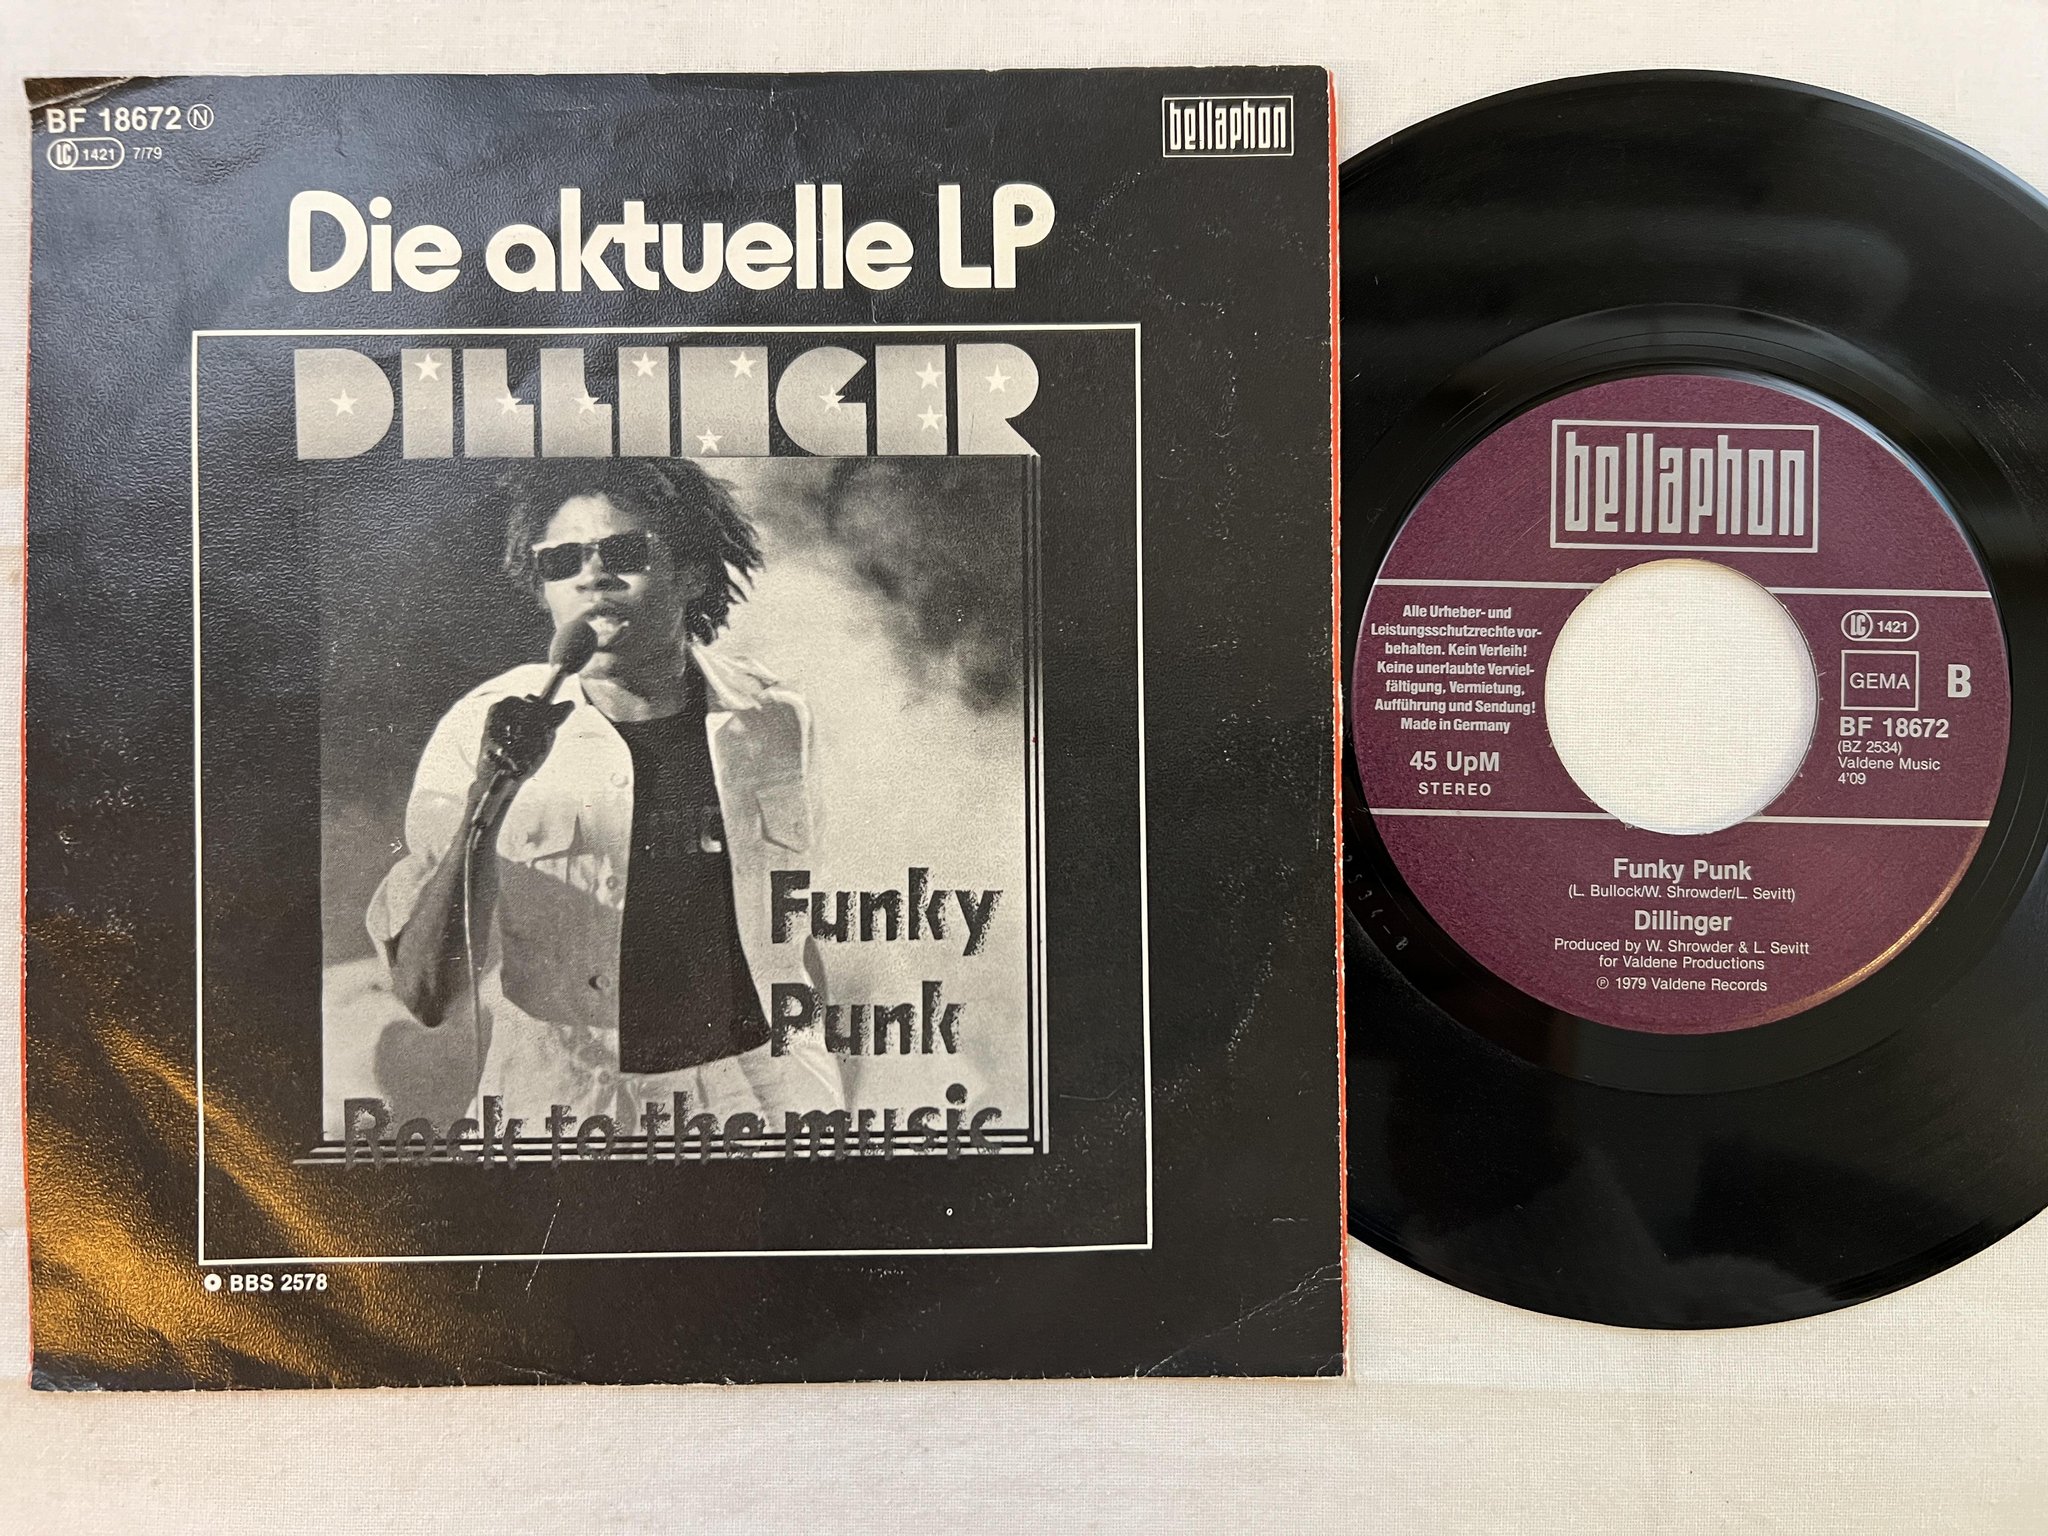 BF 18672 Ⓝ
LC 1421 7/79
bellaphon
Die aktuelle LP
DILLINGER
Funky
Punk
Rock to the music
BBS 2578
bellaphon
Alle Urheber- und
Leistungsschutzrechte vor-
behalten. Kein Verleih!
Keine unerlaubte Verviel-
fältigung, Vermietung,
Aufführung und Sendung!
Made in Germany
45 UpM
STEREO
LC 1421
GEMA
B
BF 18672
(BZ 2534)
Valdene Music
4'09
Funky Punk
(L. Bullock/W. Shrowder/L. Sevitt)
Dillinger
Produced by W. Shrowder & L. Sevitt
for Valdene Productions
℗ 1979 Valdene Records